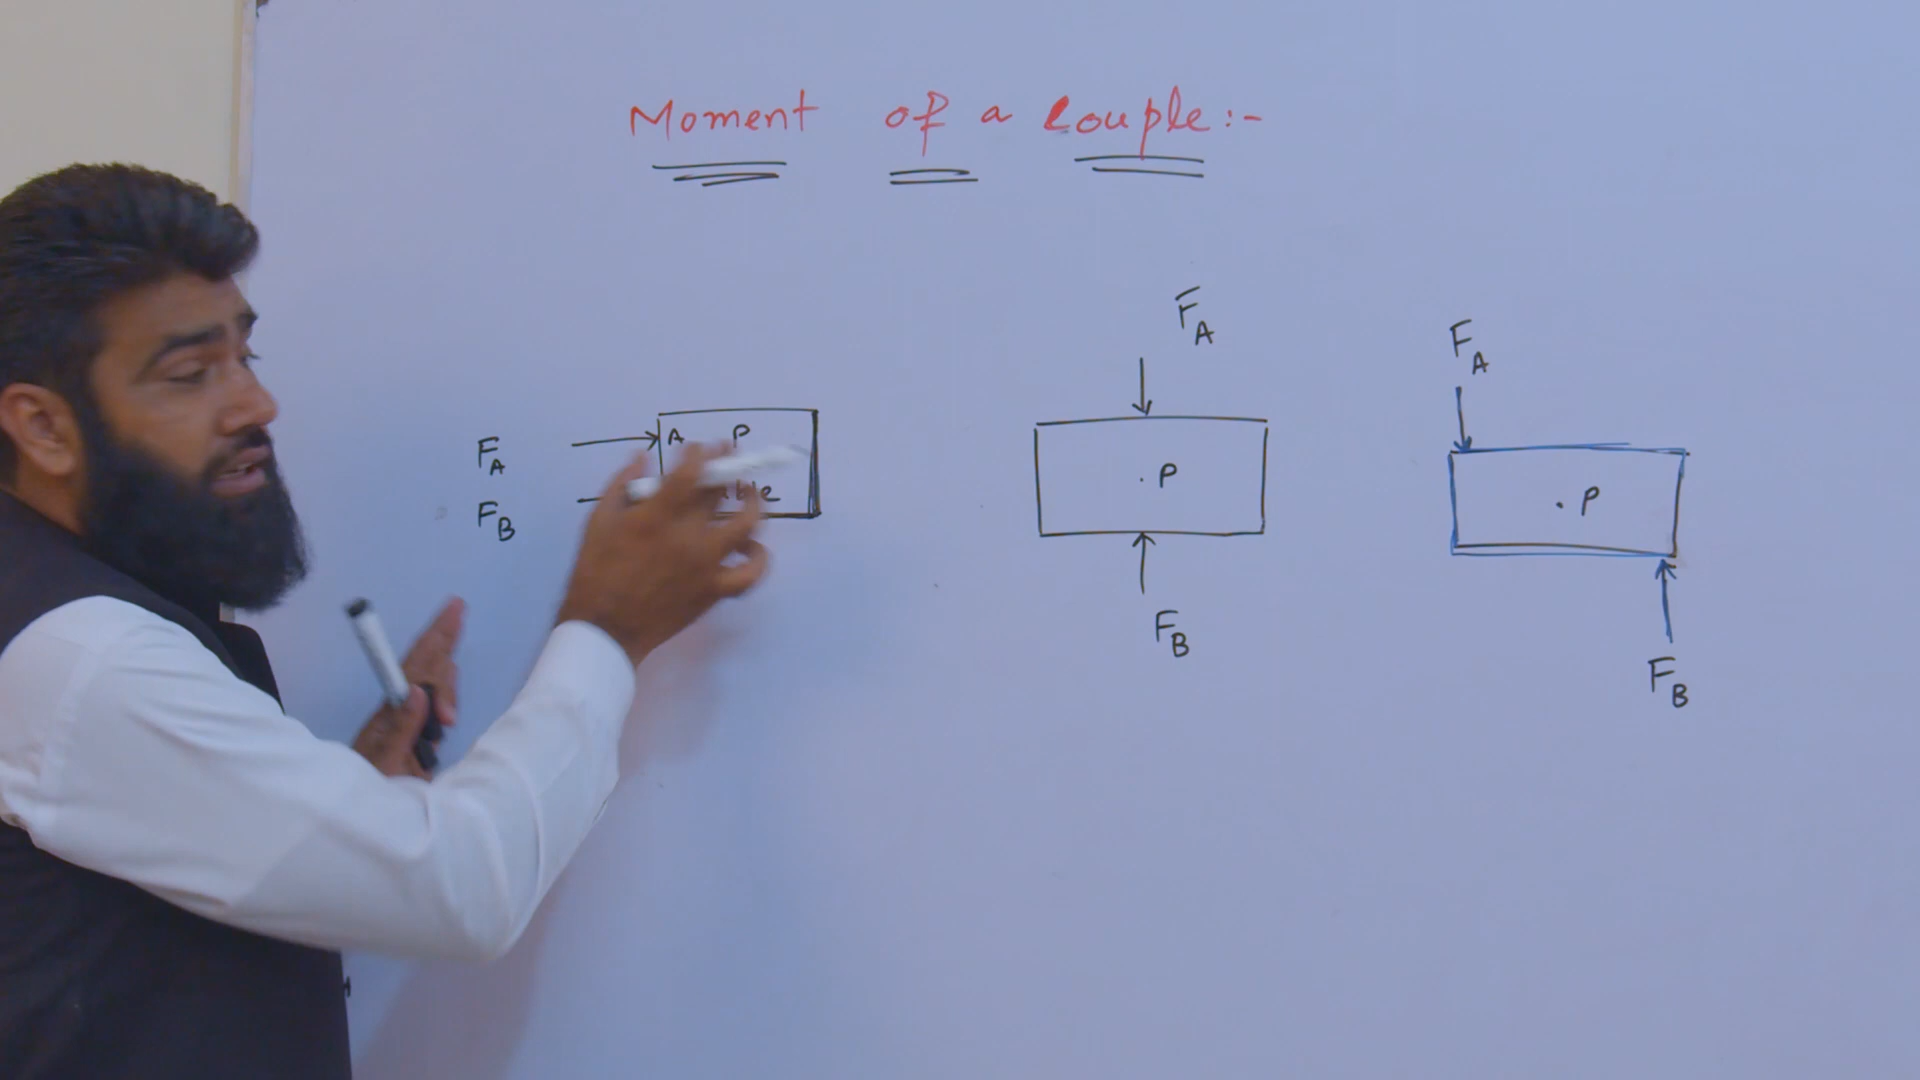 Moment of a Couple:-
F_A
A P
F_B
F_A
. P
F_B
F_A
. P
F_B